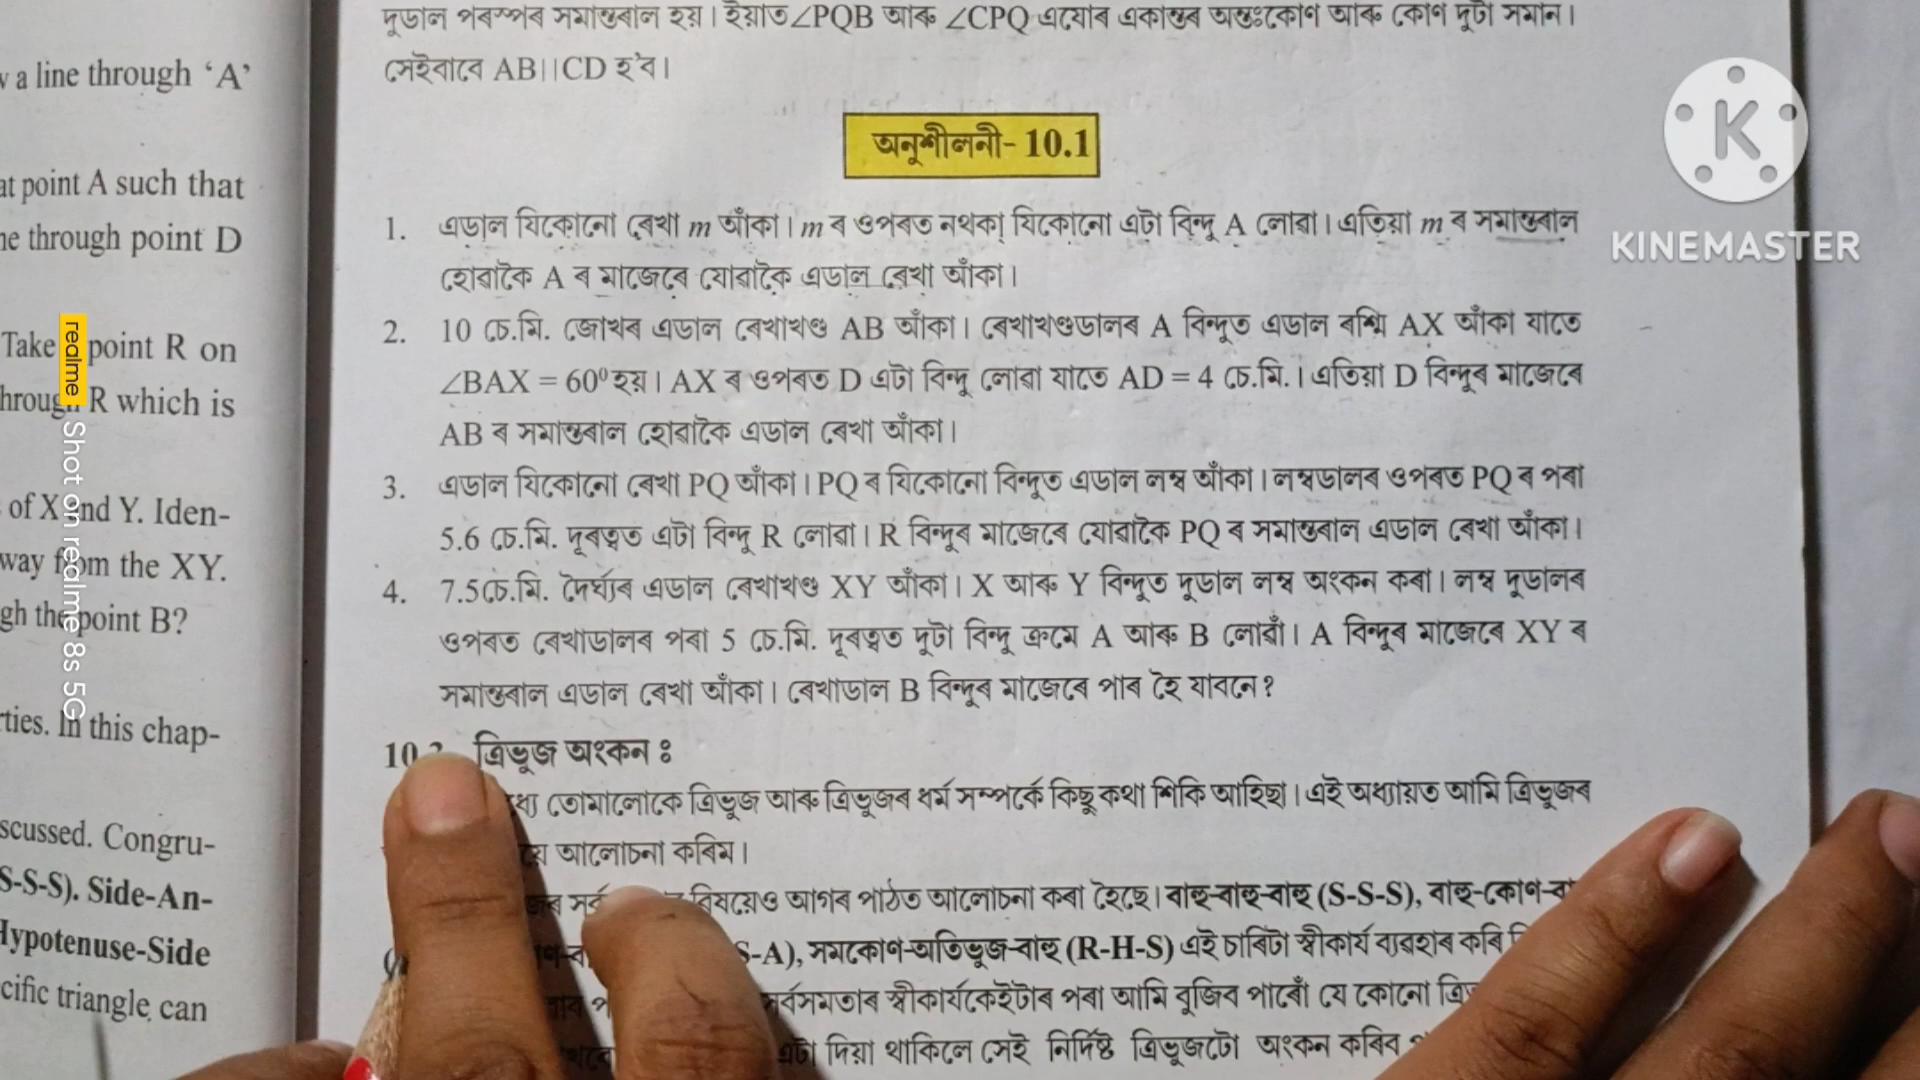 v a line through ‘A’
at point A such that
ne through point D
Take point R on
R which is
of X and Y. Iden-
way from the XY.
gh the point B?
ties. In this chap-
scussed. Congru-
S-S-S). Side-An-
Hypotenuse-Side
cific triangle can
দুডাল পৰস্পৰ সমান্তৰাল হয়। ইয়াত ∠PQB আৰু ∠CPQ এযোৰ একান্তৰ অন্তঃকোণ আৰু কোণ দুটা সমান।
সেইবাবে AB||CD হ’ব।
অনুশীলনী- 10.1
1. এডাল যিকোনো ৰেখা m আঁকা। m ৰ ওপৰত নথকা যিকোনো এটা বিন্দু A লোৱা। এতিয়া m ৰ সমান্তৰাল
হোৱাকৈ A ৰ মাজেৰে যোৱাকৈ এডাল ৰেখা আঁকা।
2. 10 চে.মি. জোখৰ এডাল ৰেখাখণ্ড AB আঁকা। ৰেখাখণ্ডডালৰ A বিন্দুত এডাল ৰশ্মি AX আঁকা যাতে
∠BAX = 60⁰ হয়। AX ৰ ওপৰত D এটা বিন্দু লোৱা যাতে AD = 4 চে.মি.। এতিয়া D বিন্দুৰ মাজেৰে
AB ৰ সমান্তৰাল হোৱাকৈ এডাল ৰেখা আঁকা।
3. এডাল যিকোনো ৰেখা PQ আঁকা। PQ ৰ যিকোনো বিন্দুত এডাল লম্ব আঁকা। লম্বডালৰ ওপৰত PQ ৰ পৰা
5.6 চে.মি. দূৰত্বত এটা বিন্দু R লোৱা। R বিন্দুৰ মাজেৰে যোৱাকৈ PQ ৰ সমান্তৰাল এডাল ৰেখা আঁকা।
4. 7.5চে.মি. দৈৰ্ঘ্যৰ এডাল ৰেখাখণ্ড XY আঁকা। X আৰু Y বিন্দুত দুডাল লম্ব অংকন কৰা। লম্ব দুডালৰ
ওপৰত ৰেখাডালৰ পৰা 5 চে.মি. দূৰত্বত দুটা বিন্দু ক্ৰমে A আৰু B লোৱাঁ। A বিন্দুৰ মাজেৰে XY ৰ
সমান্তৰাল এডাল ৰেখা আঁকা। ৰেখাডাল B বিন্দুৰ মাজেৰে পাৰ হৈ যাবনে?
ত্ৰিভূজ অংকন ঃ
তোমালোকে ত্ৰিভূজ আৰু ত্ৰিভূজৰ ধৰ্ম সম্পৰ্কে কিছু কথা শিকি আহিছা। এই অধ্যায়ত আমি ত্ৰিভূজৰ
আলোচনা কৰিম।
বিষয়েও আগৰ পাঠত আলোচনা কৰা হৈছে। বাহু-বাহু-বাহু (S-S-S), বাহু-কোণ-
S-A), সমকোণ-অতিভূজ-বাহু (R-H-S) এই চাৰিটা স্বীকাৰ্য ব্যৱহাৰ কৰি
স্বীকাৰ্যকেইটাৰ পৰা আমি বুজিব পাৰোঁ যে কোনো
এটা দিয়া থাকিলে সেই নিৰ্দিষ্ট ত্ৰিভূজটো অংকন কৰিব
KINEMASTER
realme Shot on realme 8s 5G